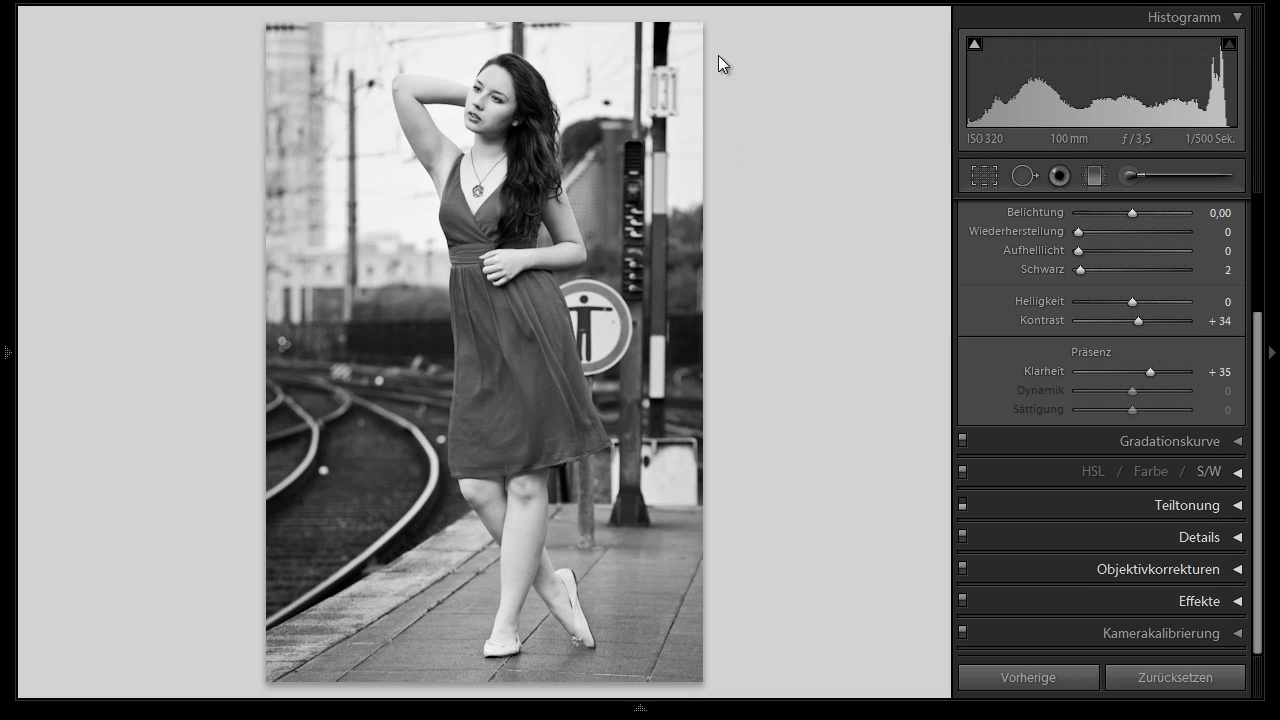 Histogramm
ISO 320 100 mm ƒ / 3,5 1/500 Sek.
Belichtung 0,00
Wiederherstellung 0
Aufhelllicht 0
Schwarz 2
Helligkeit 0
Kontrast + 34
Präsenz
Klarheit + 35
Dynamik 0
Sättigung 0
Gradationskurve
HSL / Farbe / S/W
Teiltonung
Details
Objektivkorrekturen
Effekte
Kamerakalibrierung
Vorherige Zurücksetzen